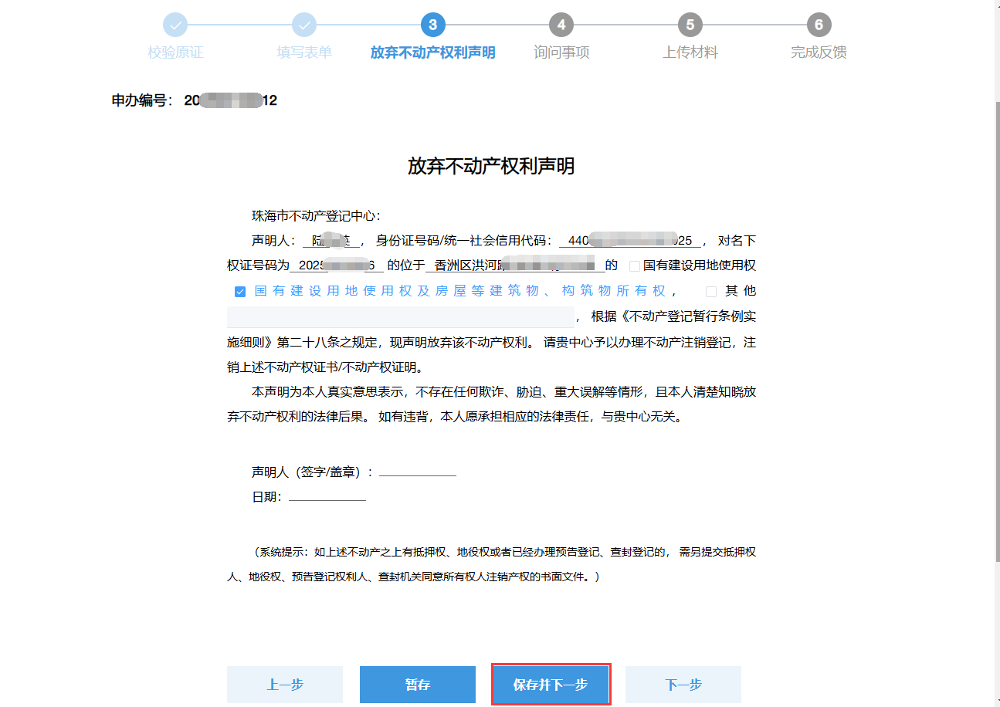 3 4 5 6
校验原证 填写表单 放弃不动产权利声明 询问事项 上传材料 完成反馈
申办编号： 20 12
放弃不动产权利声明
珠海市不动产登记中心：
声明人： 陆 英 ， 身份证号码/统一社会信用代码： 440 025 ， 对名下
权证号码为 2025 6 的位于 香洲区洪河路 的 国有建设用地使用权
国有建设用地使用权及房屋等建筑物、构筑物所有权， 其他
， 根据《不动产登记暂行条例实
施细则》第二十八条之规定，现声明放弃该不动产权利。 请贵中心予以办理不动产注销登记，注
销上述不动产权证书/不动产权证明。
本声明为本人真实意思表示，不存在任何欺诈、胁迫、重大误解等情形，且本人清楚知晓放
弃不动产权利的法律后果。 如有违背，本人愿承担相应的法律责任，与贵中心无关。
声明人（签字/盖章）：
日期：
（系统提示：如上述不动产之上有抵押权、地役权或者已经办理预告登记、查封登记的， 需另提交抵押权
人、地役权、预告登记权利人、查封机关同意所有权人注销产权的书面文件。）
上一步 暂存 保存并下一步 下一步